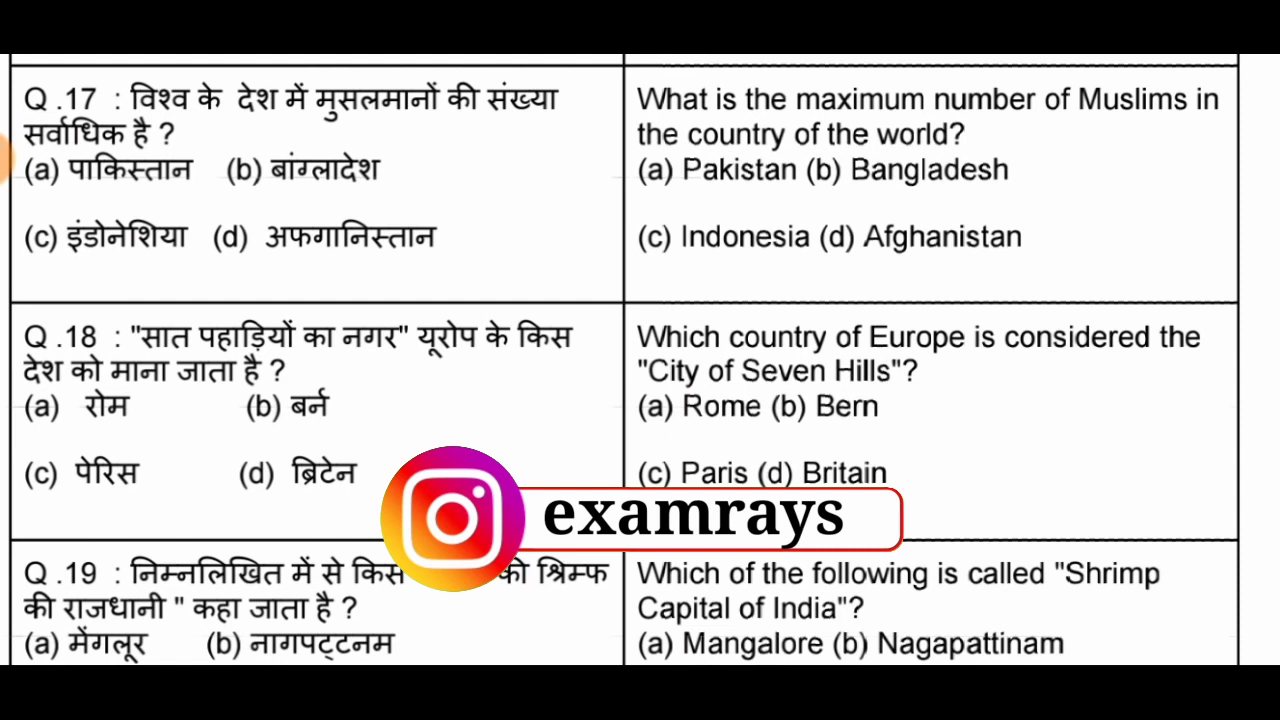 Q .17 : विश्व के देश में मुसलमानों की संख्या
सर्वाधिक है ?
(a) पाकिस्तान (b) बांग्लादेश
(c) इंडोनेशिया (d) अफगानिस्तान
What is the maximum number of Muslims in
the country of the world?
(a) Pakistan (b) Bangladesh
(c) Indonesia (d) Afghanistan
Q .18 : "सात पहाड़ियों का नगर" यूरोप के किस
देश को माना जाता है ?
(a) रोम (b) बर्न
(c) पेरिस (d) ब्रिटेन
Which country of Europe is considered the
"City of Seven Hills"?
(a) Rome (b) Bern
(c) Paris (d) Britain
examrays
Q .19 : निम्नलिखित में से किस को श्रिम्फ
की राजधानी " कहा जाता है ?
(a) मेंगलूर (b) नागपट्टनम
Which of the following is called "Shrimp
Capital of India"?
(a) Mangalore (b) Nagapattinam